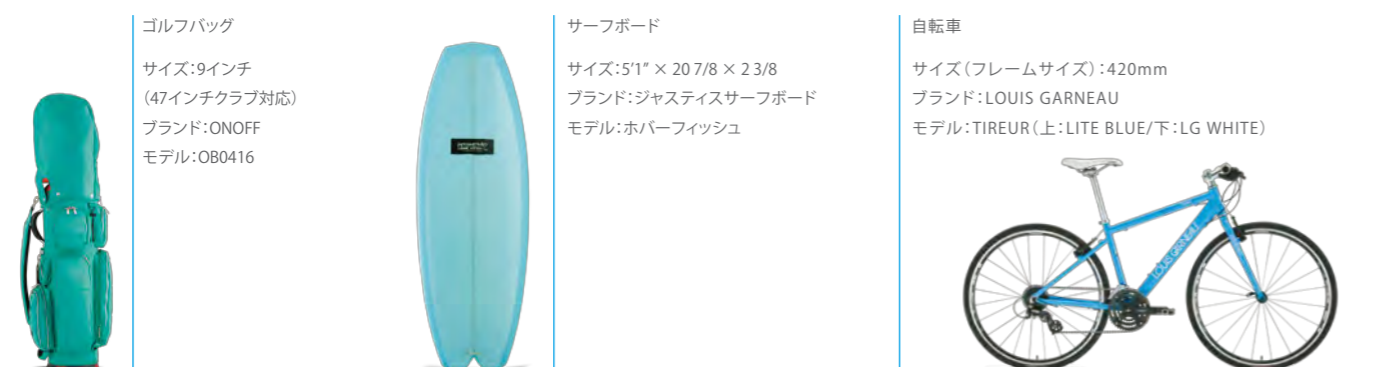 ゴルフバッグ
サイズ：9インチ
（47インチクラブ対応）
ブランド：ONOFF
モデル：OB0416
サーフボード
サイズ：5’1” × 20 7/8 × 2 3/8
ブランド：ジャスティスサーフボード
モデル：ホバーフィッシュ
自転車
サイズ（フレームサイズ）：420mm
ブランド：LOUIS GARNEAU
モデル：TIREUR（上：LITE BLUE/下：LG WHITE）
LOUIS GARNEAU